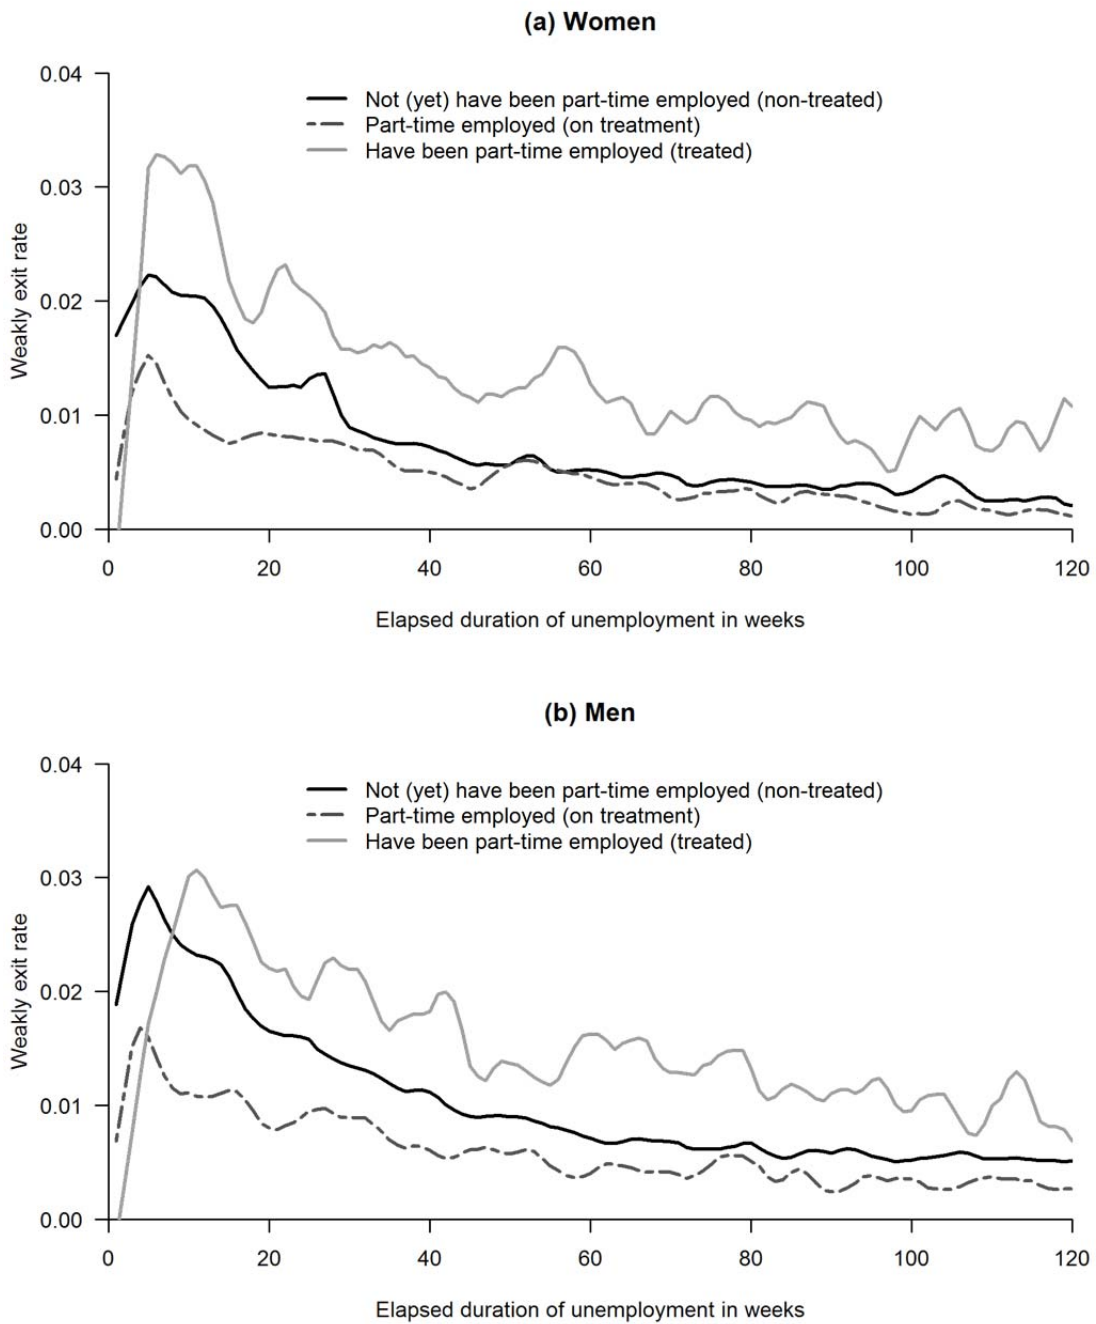 (a) Women
0.04
0.03
0.02
0.01
0.00
Weakly exit rate
Not (yet) have been part-time employed (non-treated)
Part-time employed (on treatment)
Have been part-time employed (treated)
0 20 40 60 80 100 120
Elapsed duration of unemployment in weeks
(b) Men
0.04
0.03
0.02
0.01
0.00
Weakly exit rate
Not (yet) have been part-time employed (non-treated)
Part-time employed (on treatment)
Have been part-time employed (treated)
0 20 40 60 80 100 120
Elapsed duration of unemployment in weeks